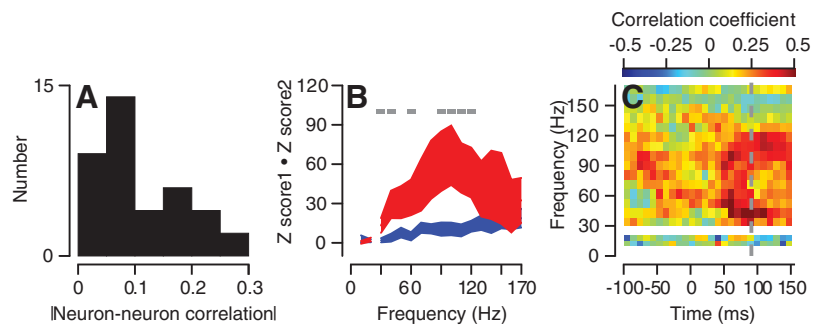 Correlation coefficient
-0.5 -0.25 0 0.25 0.5
A
15
0
Number
0 0.1 0.2 0.3
|Neuron-neuron correlation|
B
120
90
60
30
0
Z score1 • Z score2
0 60 120 170
Frequency (Hz)
C
150
120
90
60
30
0
Frequency (Hz)
-100 -50 0 50 100 150
Time (ms)